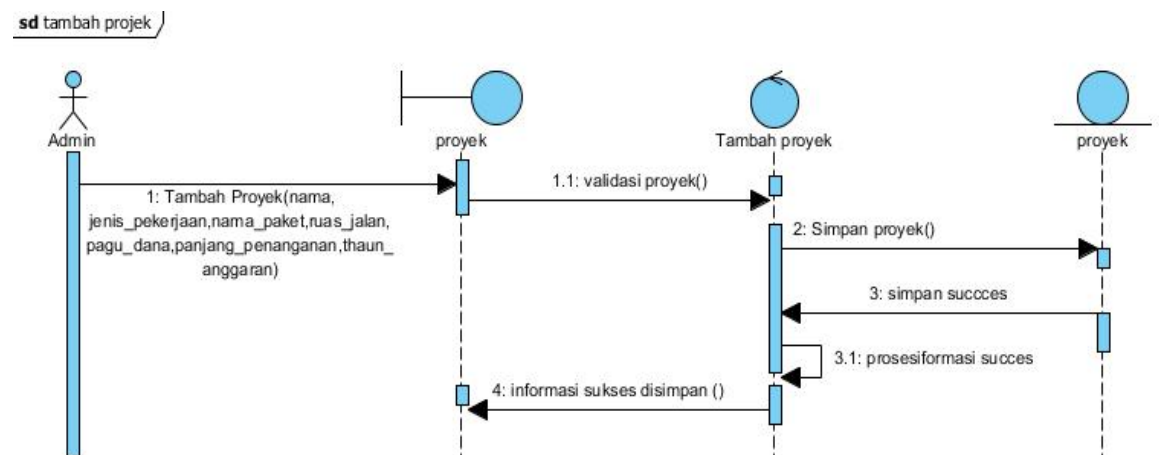 sd tambah projek
Admin
proyek
Tambah proyek
proyek
1: Tambah Proyek(nama,
jenis_pekerjaan,nama_paket,ruas_jalan,
pagu_dana,panjang_penanganan,thaun_
anggaran)
1.1: validasi proyek()
2: Simpan proyek()
3: simpan succces
3.1: prosesiformasi succes
4: informasi sukses disimpan ()